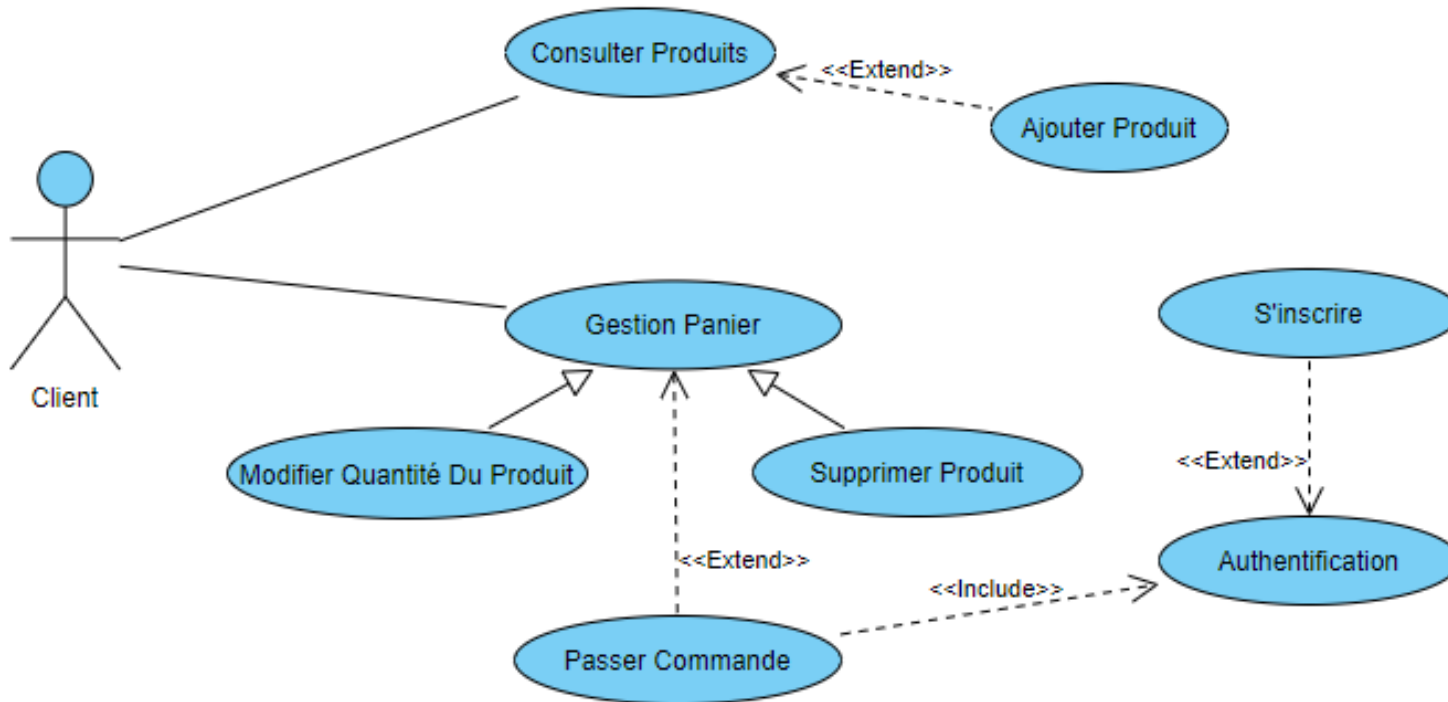 Consulter Produits
<<Extend>>
Ajouter Produit
Client
Gestion Panier
S'inscrire
Modifier Quantité Du Produit
Supprimer Produit
<<Extend>>
<<Extend>>
Authentification
<<Include>>
Passer Commande